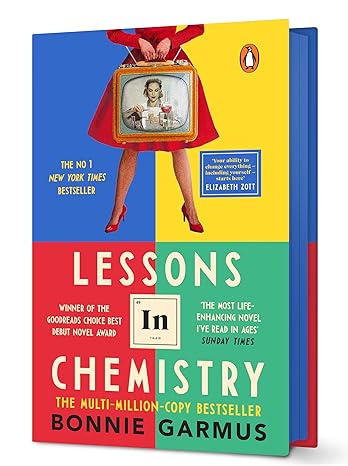 THE NO 1
NEW YORK TIMES
BESTSELLER
'Your ability to
change everything –
including yourself –
starts here'
ELIZABETH ZOTT
LESSONS
In
CHEMISTRY
WINNER OF THE
GOODREADS CHOICE BEST
DEBUT NOVEL AWARD
'THE MOST LIFE-
ENHANCING NOVEL
I'VE READ IN AGES'
SUNDAY TIMES
THE MULTI-MILLION-COPY BESTSELLER
BONNIE GARMUS